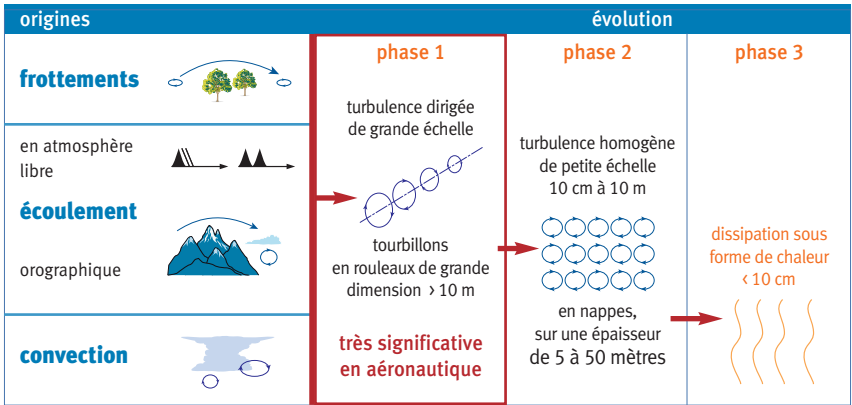 origines
évolution
frottements
en atmosphère
libre
écoulement
orographique
convection
phase 1
turbulence dirigée
de grande échelle
tourbillons
en rouleaux de grande
dimension > 10 m
très significative
en aéronautique
phase 2
turbulence homogène
de petite échelle
10 cm à 10 m
en nappes,
sur une épaisseur
de 5 à 50 mètres
phase 3
dissipation sous
forme de chaleur
< 10 cm